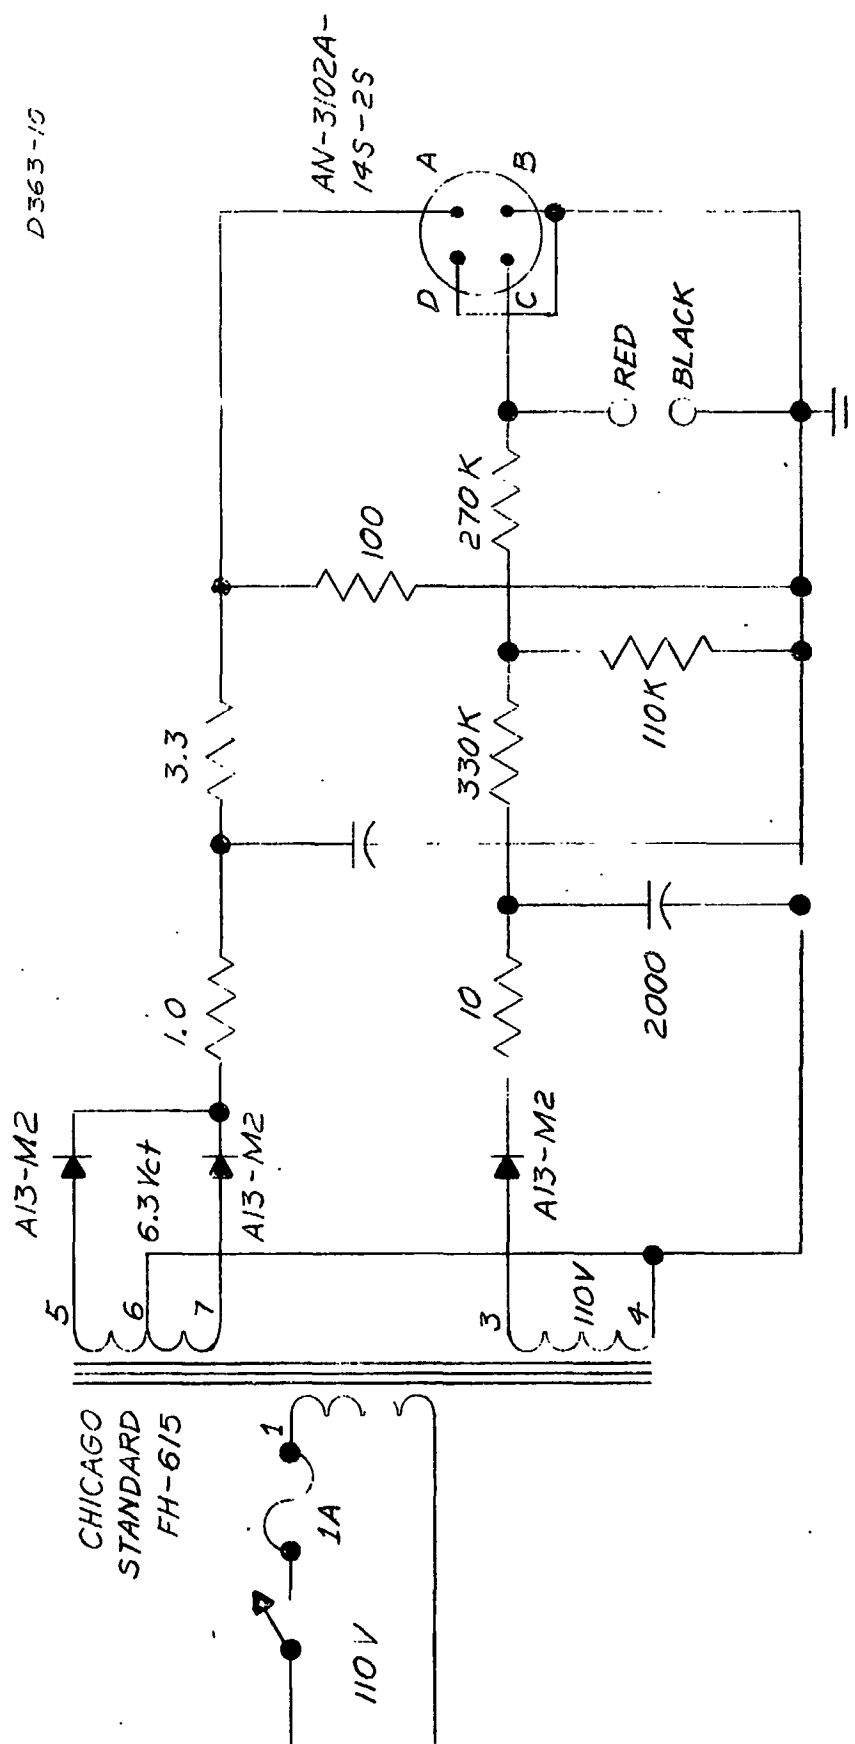 D363-10
AN-3102A-
14S-2S
A
B
C
D
RED
BLACK
270K
100
330K
110K
3.3
1.0
10
2000
A13-M2
6.3Vct
A13-M2
A13-M2
5
6
7
3
110V
4
CHICAGO
STANDARD
FH-615
1
1A
110V